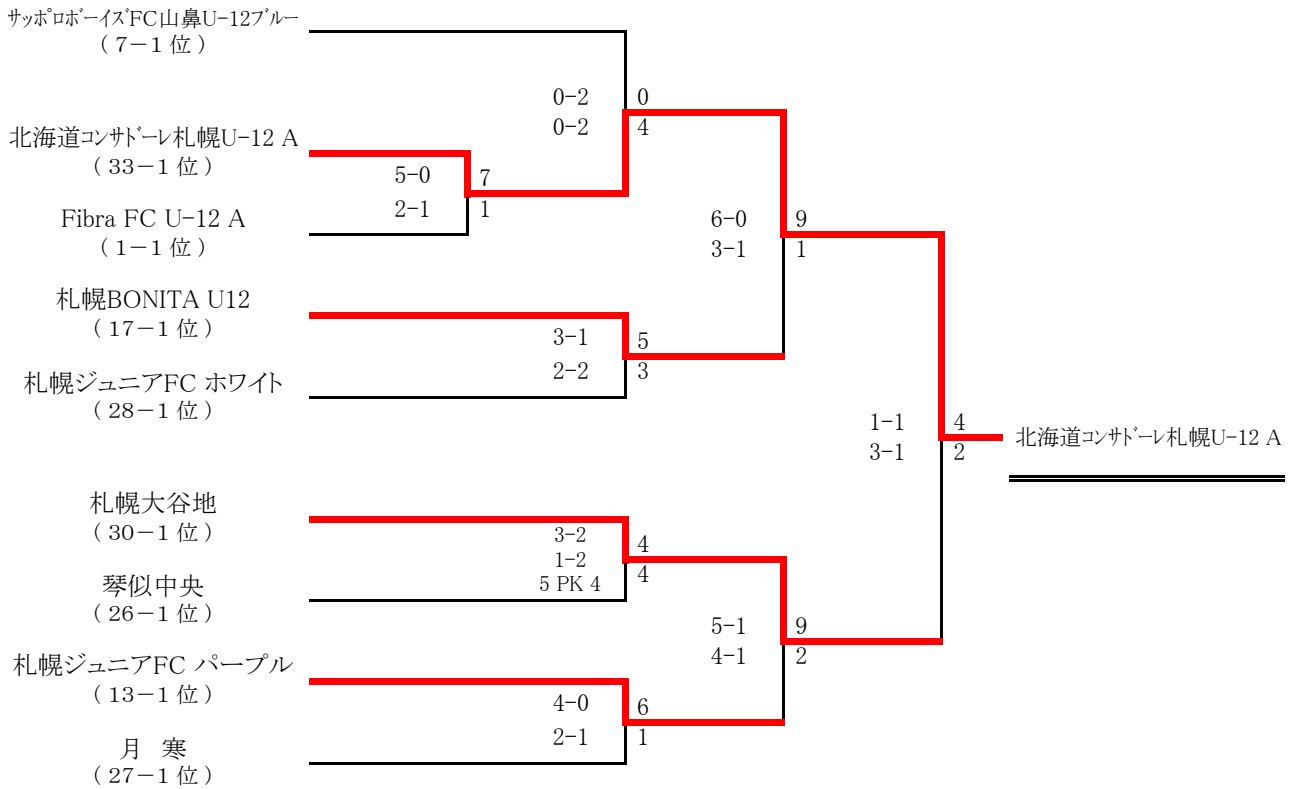 サッポロボーイズFC山鼻U-12ブルー
（ 7－1 位 ）
0-2 0
0-2 4
北海道コンサドーレ札幌U-12 A
（ 33－1 位 ）
5-0 7
2-1 1
Fibra FC U-12 A
（ 1－1 位 ）
6-0 9
3-1 1
札幌BONITA U12
（ 17－1 位 ）
3-1 5
2-2 3
札幌ジュニアFC ホワイト
（ 28－1 位 ）
1-1 4
3-1 2
北海道コンサドーレ札幌U-12 A
札幌大谷地
（ 30－1 位 ）
3-2 4
1-2 4
5 PK 4
琴似中央
（ 26－1 位 ）
5-1 9
4-1 2
札幌ジュニアFC パープル
（ 13－1 位 ）
4-0 6
2-1 1
月　寒
（ 27－1 位 ）